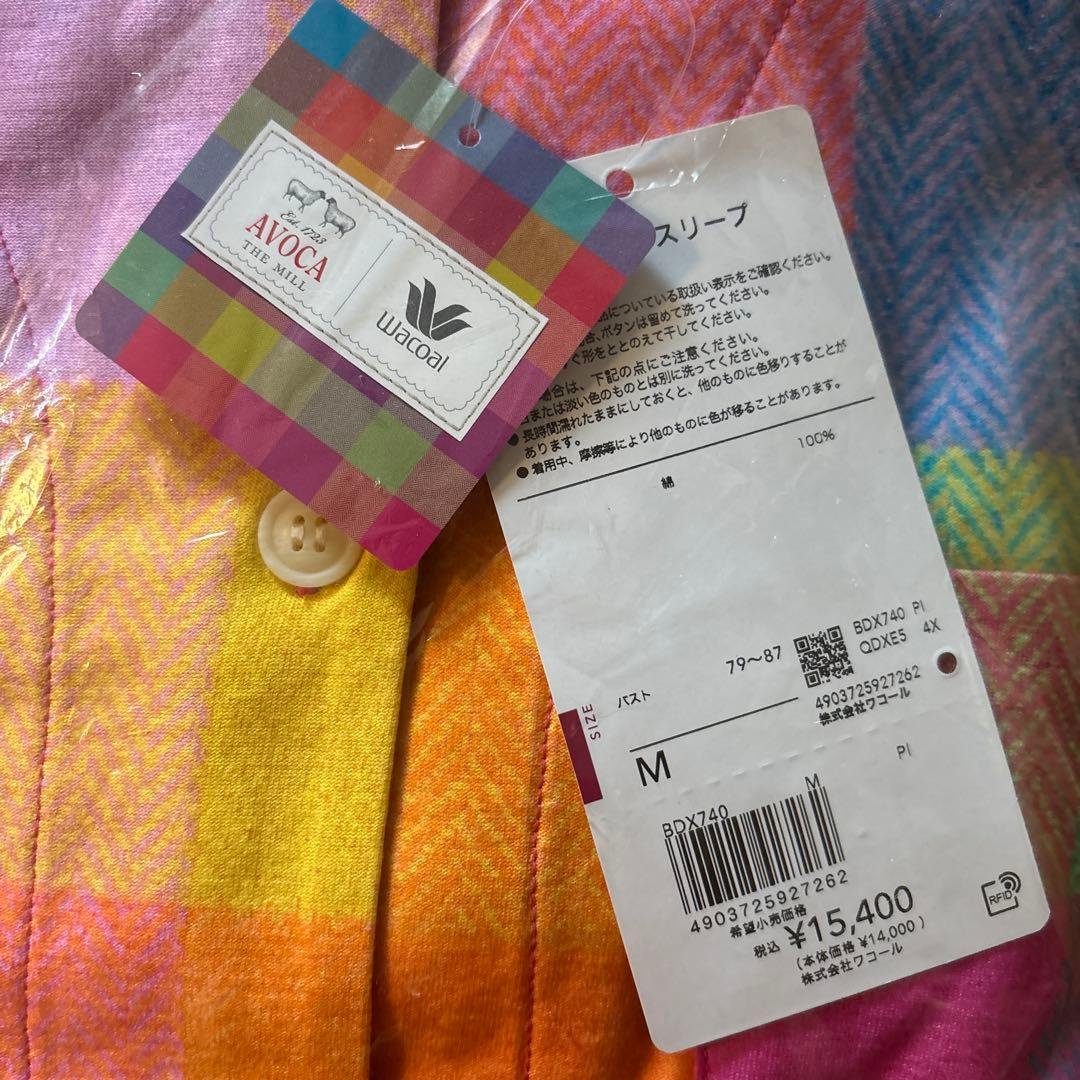 Est. 1723
AVOCA
THE MILL
wacoal
スリープ
品についている取扱い表示をご確認ください。
合、ボタンは留めて洗ってください。
ぐ形をととのえて干してください。
場合は、下記の点にご注意ください。
または淡い色のものとは別に洗ってください。
● 長時間濡れたままにしておくと、他のものに色移りすることが
あります。
● 着用中、摩擦等により他のものに色が移ることがあります。
綿 100%
BDX740 PI
QDXE5 4X
4903725927262
株式会社ワコール
バスト 79～87
SIZE
M
PI
BDX740 M
4903725927262
希望小売価格
税込 ¥15,400
(本体価格 ¥14,000)
株式会社ワコール
RFID